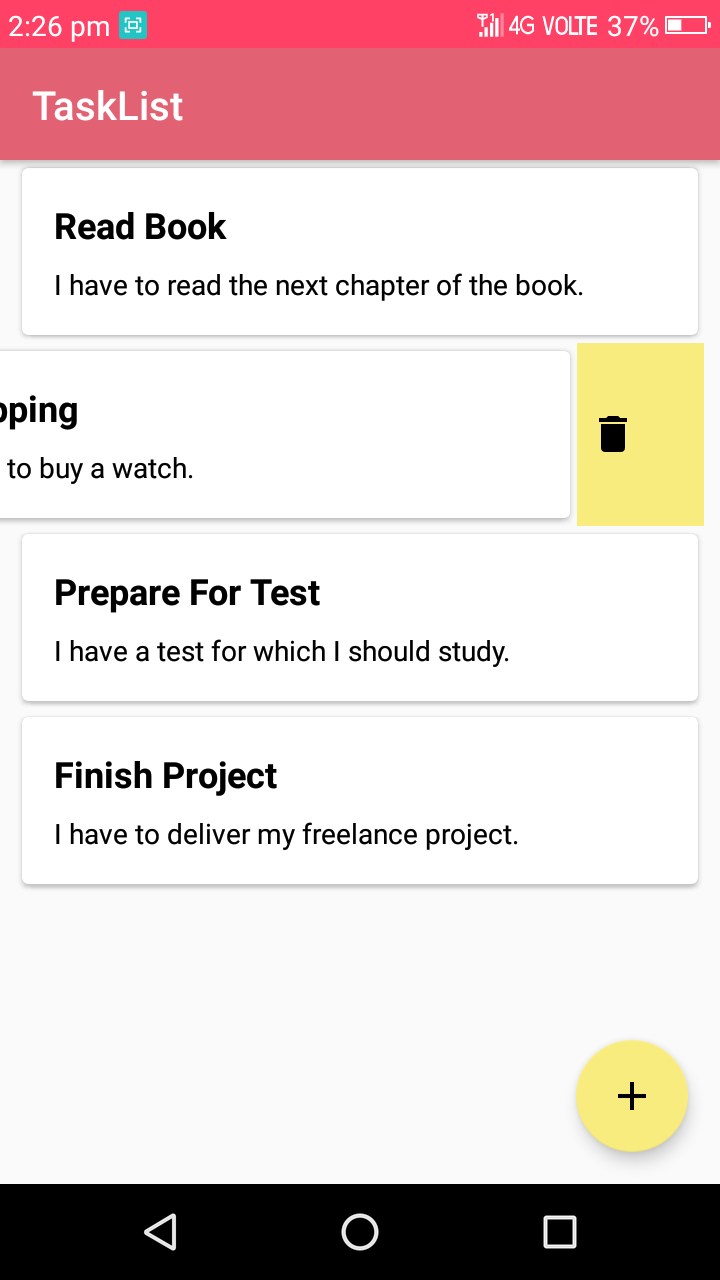 2:26 pm 4G VOLTE 37%
TaskList
Read Book
I have to read the next chapter of the book.
pping
to buy a watch.
Prepare For Test
I have a test for which I should study.
Finish Project
I have to deliver my freelance project.